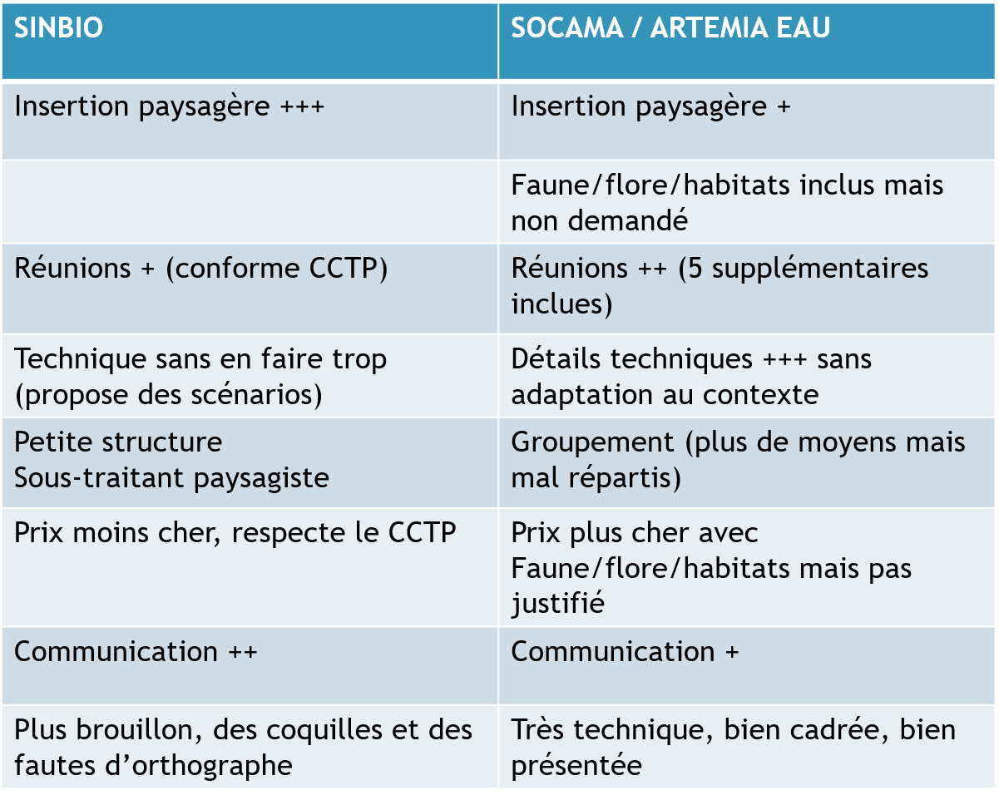 SINBIO
SOCAMA / ARTEMIA EAU
Insertion paysagère +++
Insertion paysagère +
Faune/flore/habitats inclus mais
non demandé
Réunions + (conforme CCTP)
Réunions ++ (5 supplémentaires
inclues)
Technique sans en faire trop
(propose des scénarios)
Détails techniques +++ sans
adaptation au contexte
Petite structure
Sous-traitant paysagiste
Groupement (plus de moyens mais
mal répartis)
Prix moins cher, respecte le CCTP
Prix plus cher avec
Faune/flore/habitats mais pas
justifié
Communication ++
Communication +
Plus brouillon, des coquilles et des
fautes d’orthographe
Très technique, bien cadrée, bien
présentée